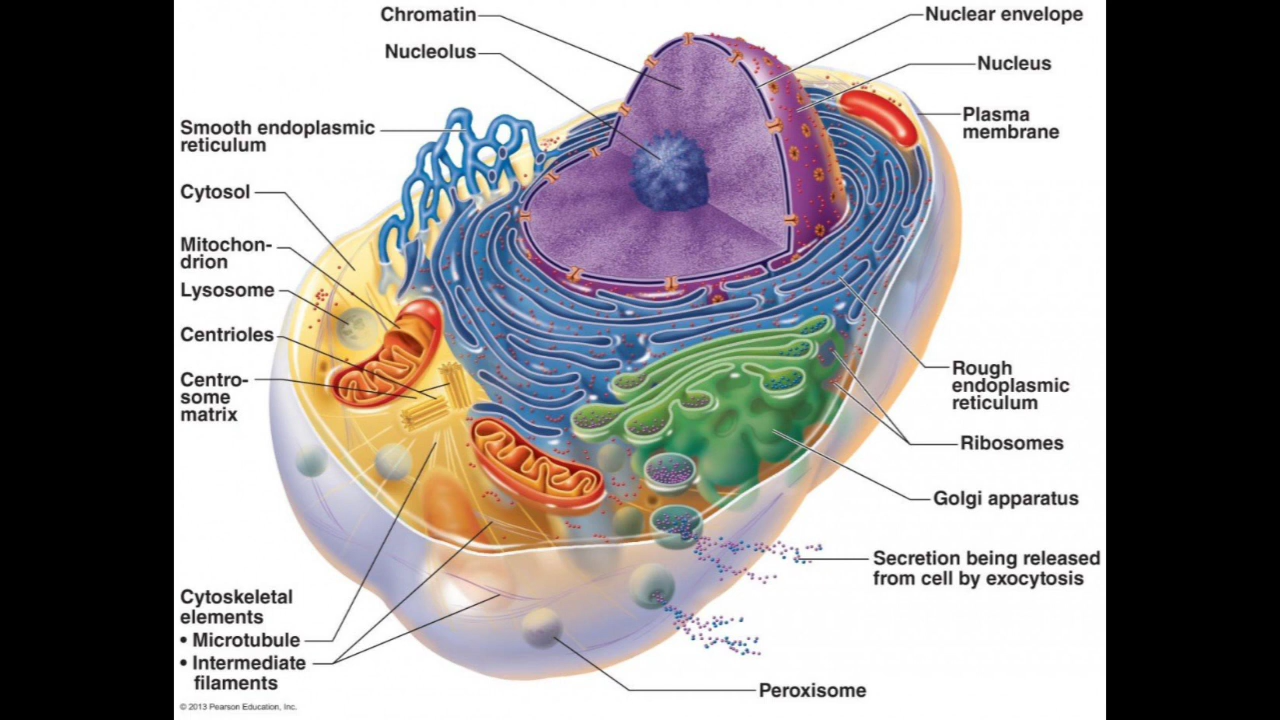 Chromatin
Nucleolus
Smooth endoplasmic
reticulum
Cytosol
Mitochon-
drion
Lysosome
Centrioles
Centro-
some
matrix
Cytoskeletal
elements
• Microtubule
• Intermediate
filaments
© 2013 Pearson Education, Inc.
Nuclear envelope
Nucleus
Plasma
membrane
Rough
endoplasmic
reticulum
Ribosomes
Golgi apparatus
Secretion being released
from cell by exocytosis
Peroxisome